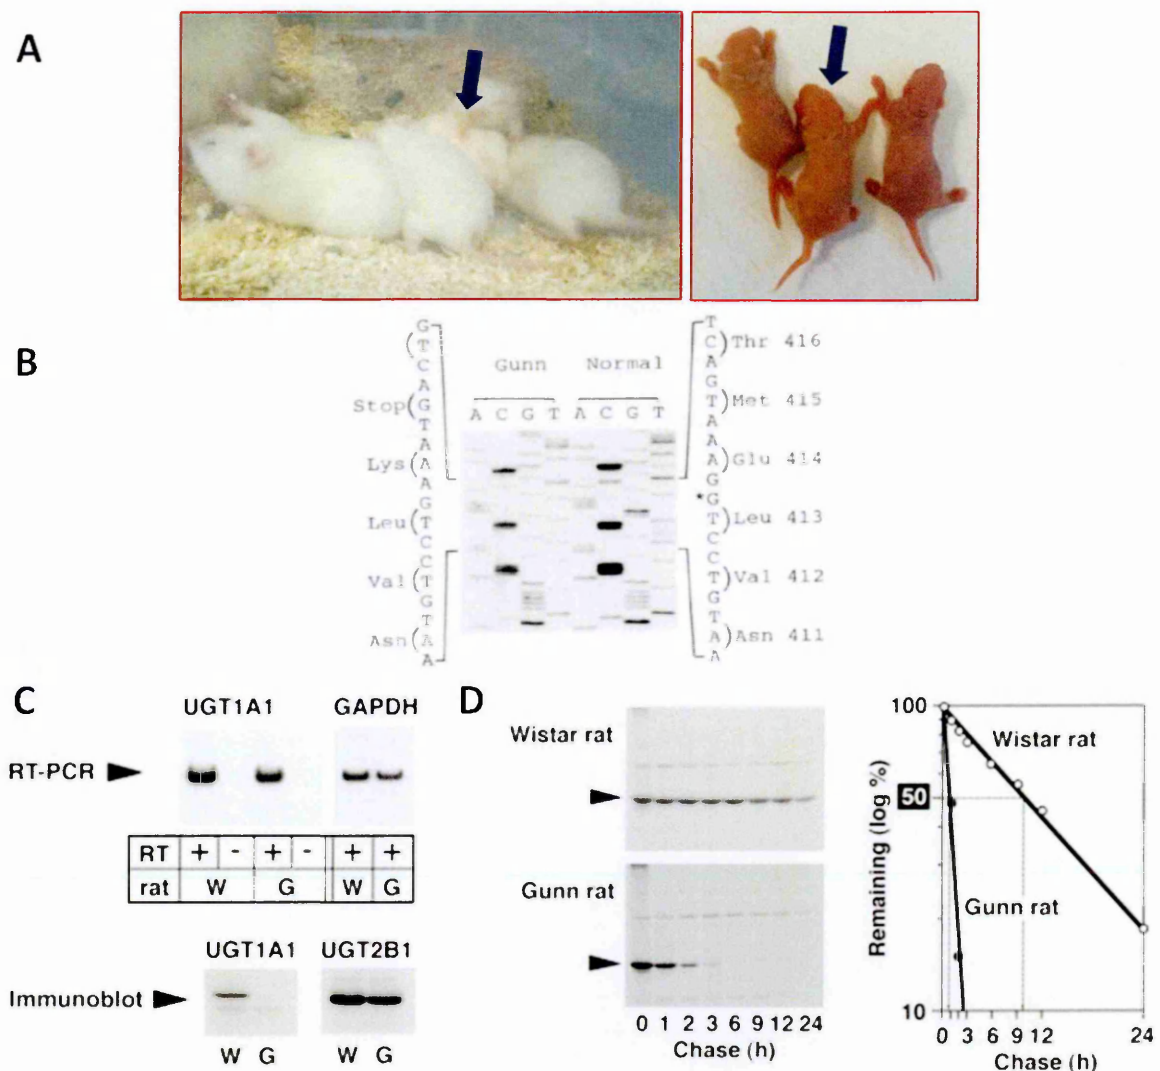 A
B
G
(T
C
A
Stop(G
T
A
Lys(A
A
G
Leu(T
C
C
Val(T
G
T
Asn(A
A
Gunn Normal
A C G T A C G T
T
C)Thr 416
A
G
T)Met 415
A
A
A)Glu 414
G
*G
T)Leu 413
C
C
T)Val 412
G
T
A)Asn 411
A
C
UGT1A1 GAPDH
RT-PCR
RT + - + - + +
rat W G W G
UGT1A1 UGT2B1
Immunoblot
W G W G
D
Wistar rat
Gunn rat
0 1 2 3 6 9 12 24
Chase (h)
Remaining (log %)
100
50
10
Wistar rat
Gunn rat
0 3 6 9 12 24
Chase (h)